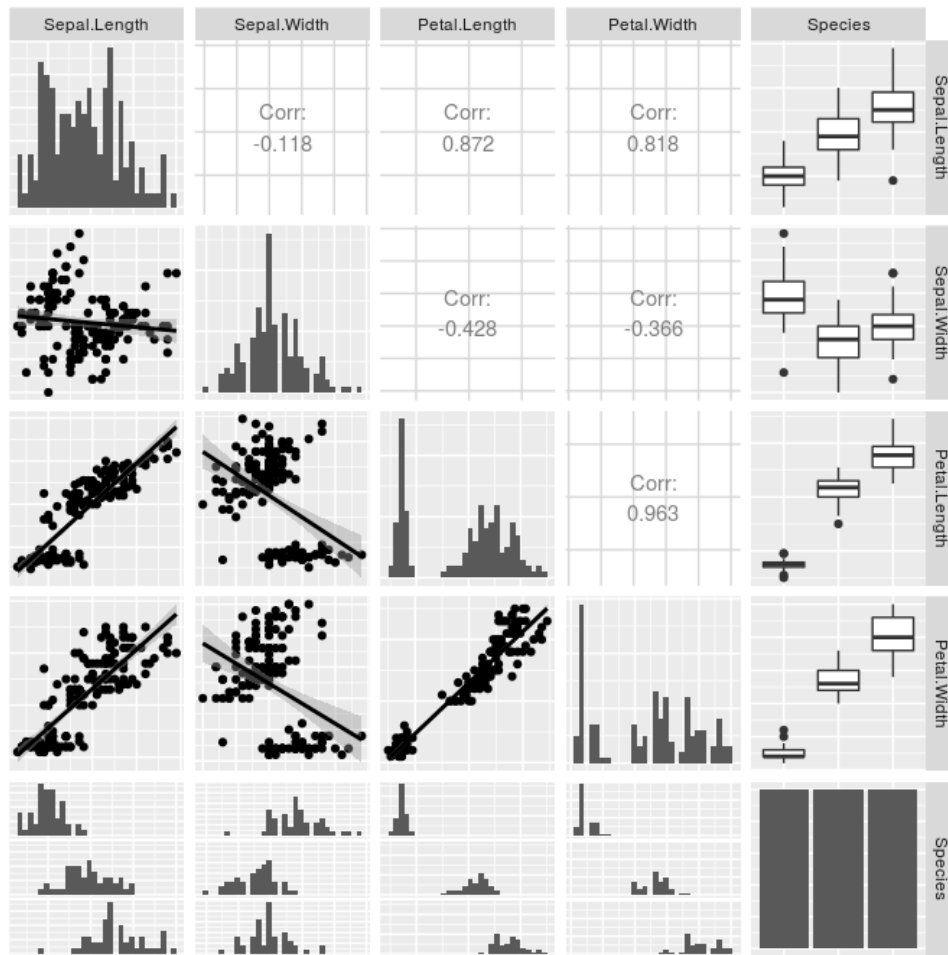 Sepal.Length
Sepal.Width
Petal.Length
Petal.Width
Species
Corr:
-0.118
Corr:
0.872
Corr:
0.818
Sepal.Length
Corr:
-0.428
Corr:
-0.366
Sepal.Width
Corr:
0.963
Petal.Length
Petal.Width
Species